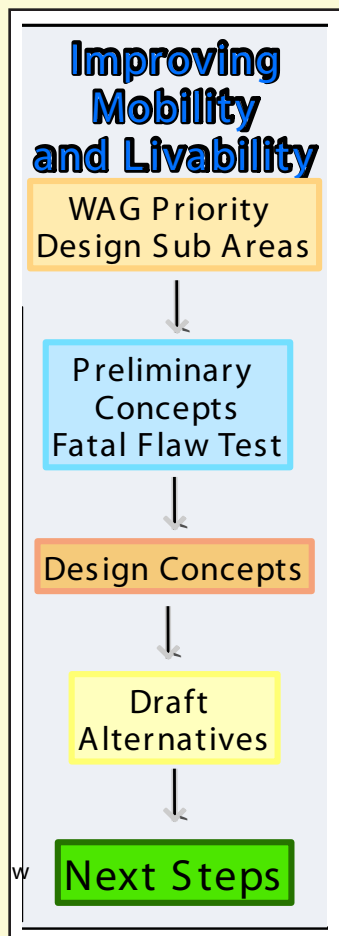 Improving
Mobility
and Livability
WAG Priority
Design Sub Areas
Preliminary
Concepts
Fatal Flaw Test
Design Concepts
Draft
Alternatives
w
Next Steps